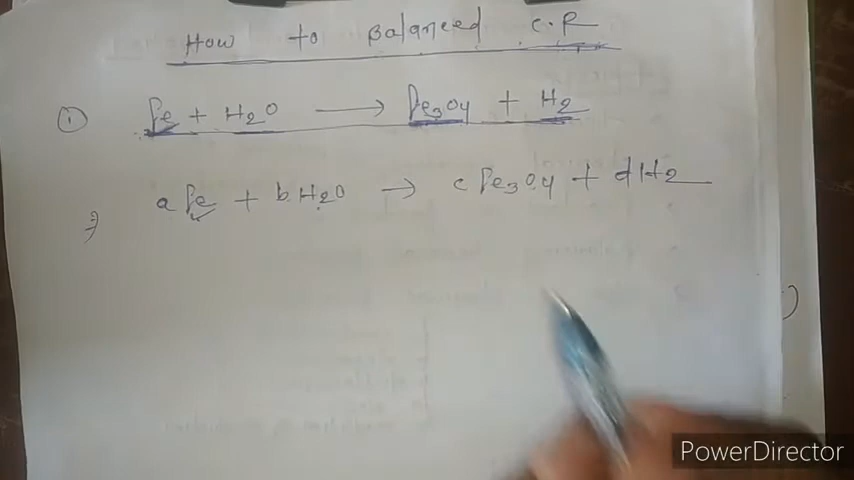 How to Balanced C.R
① Fe + H2O → Fe3O4 + H2
⇒ a Fe + b H2O → c Fe3O4 + d H2
PowerDirector